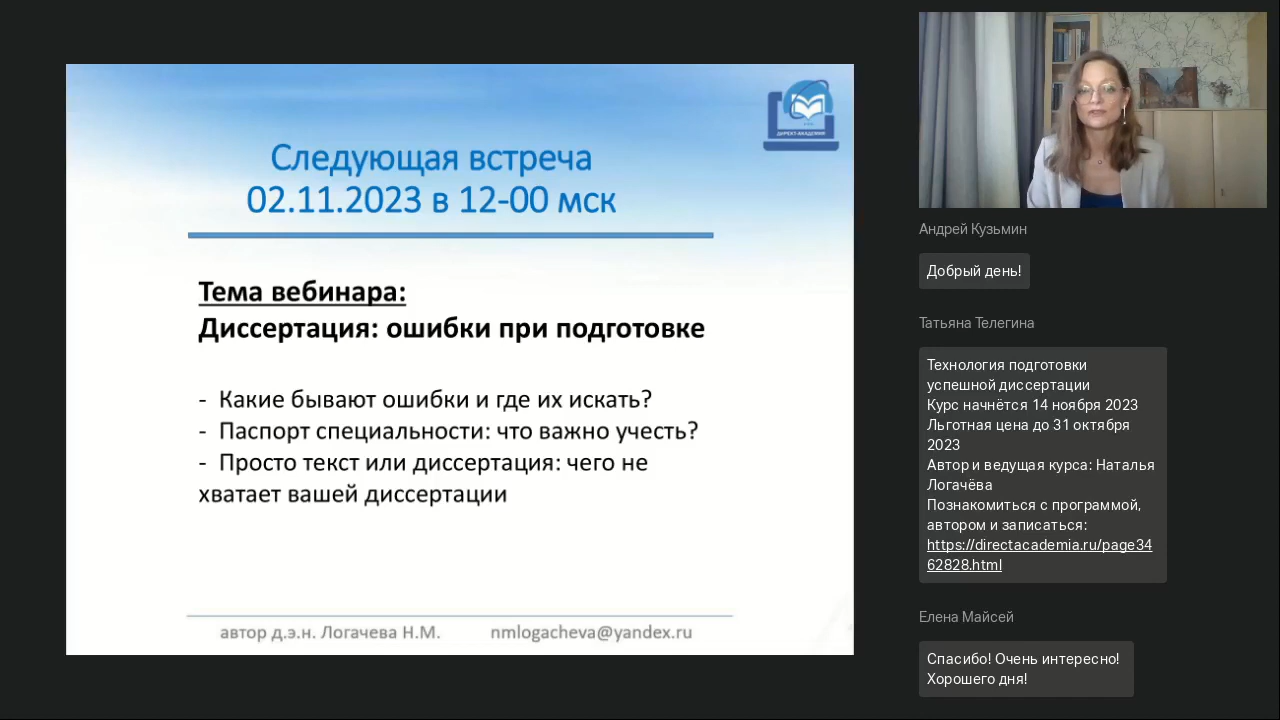 ДИРЕКТ-АКАДЕМИЯ
Следующая встреча
02.11.2023 в 12-00 мск
Тема вебинара:
Диссертация: ошибки при подготовке
- Какие бывают ошибки и где их искать?
- Паспорт специальности: что важно учесть?
- Просто текст или диссертация: чего не
хватает вашей диссертации
автор д.э.н. Логачева Н.М. nmlogacheva@yandex.ru
Андрей Кузьмин
Добрый день!
Татьяна Телегина
Технология подготовки
успешной диссертации
Курс начнётся 14 ноября 2023
Льготная цена до 31 октября
2023
Автор и ведущая курса: Наталья
Логачёва
Познакомиться с программой,
автором и записаться:
https://directacademia.ru/page34
62828.html
Елена Майсей
Спасибо! Очень интересно!
Хорошего дня!